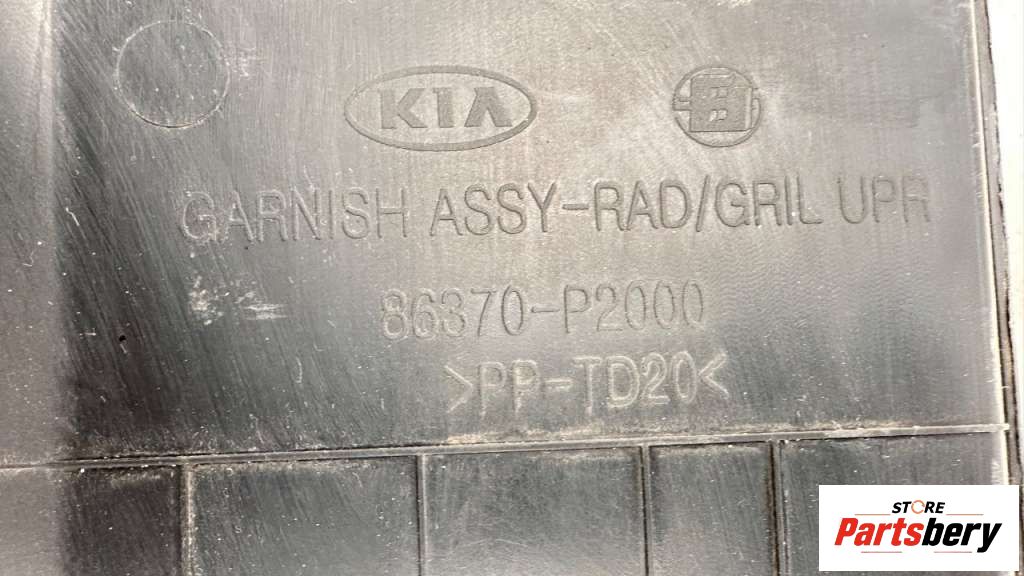 KIA
GARNISH ASSY-RAD/GRIL UPR
86370-P2000
>PP-TD20<
STORE
Partsbery